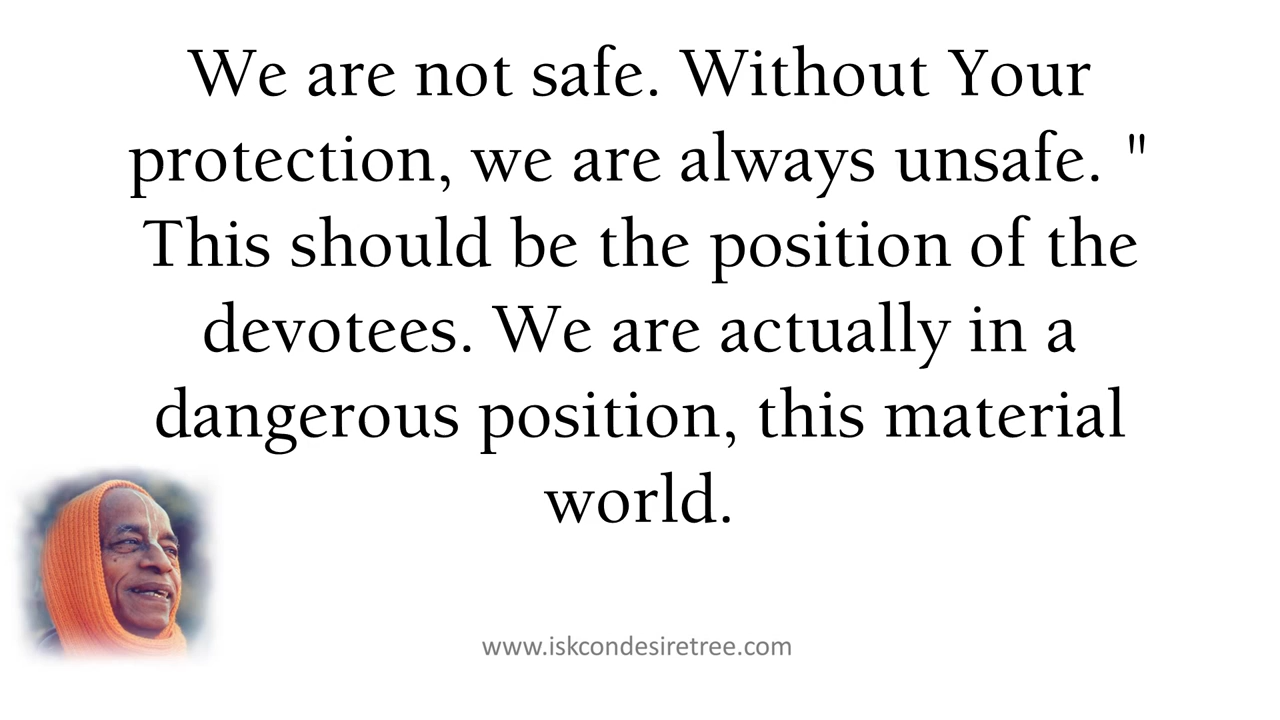 We are not safe. Without Your
protection, we are always unsafe. "
This should be the position of the
devotees. We are actually in a
dangerous position, this material
world.
www.iskcondesiretree.com